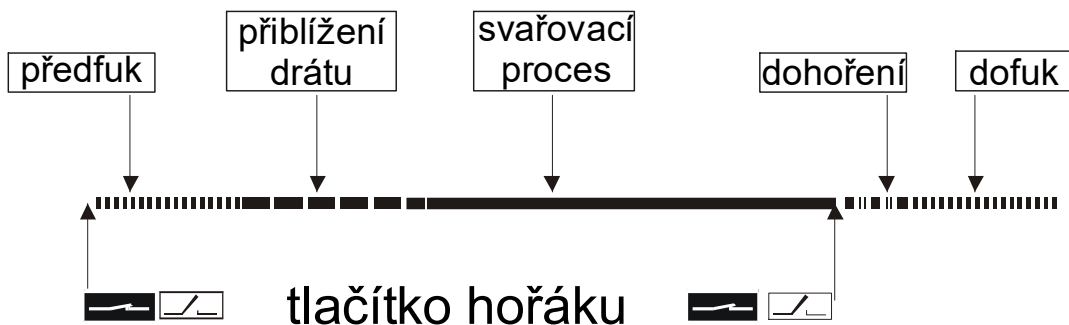 předfuk
přiblížení
drátu
svařovací
proces
dohoření
dofuk
tlačítko hořáku